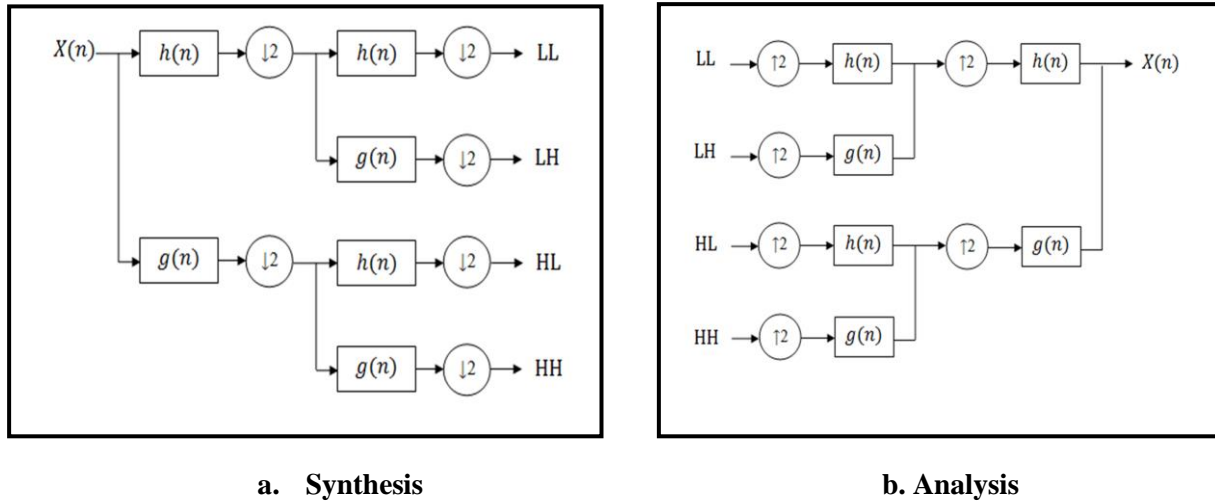 X(n) h(n) ↓2 h(n) ↓2 LL
g(n) ↓2 LH
g(n) ↓2 h(n) ↓2 HL
g(n) ↓2 HH
a. Synthesis
LL ↑2 h(n) ↑2 h(n) X(n)
LH ↑2 g(n)
HL ↑2 h(n) ↑2 g(n)
HH ↑2 g(n)
b. Analysis